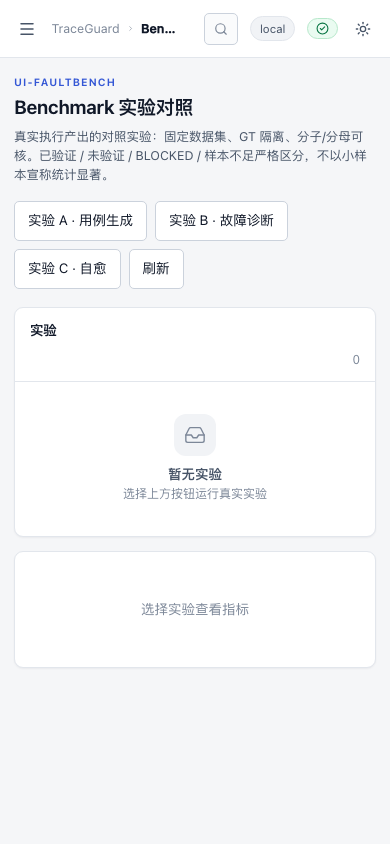 TraceGuard › Ben... local
UI-FAULTBENCH
Benchmark 实验对照
真实执行产出的对照实验：固定数据集、GT 隔离、分子/分母可
核。已验证 / 未验证 / BLOCKED / 样本不足严格区分，不以小样
本宣称统计显著。
实验 A · 用例生成 实验 B · 故障诊断
实验 C · 自愈 刷新
实验
0
暂无实验
选择上方按钮运行真实实验
选择实验查看指标